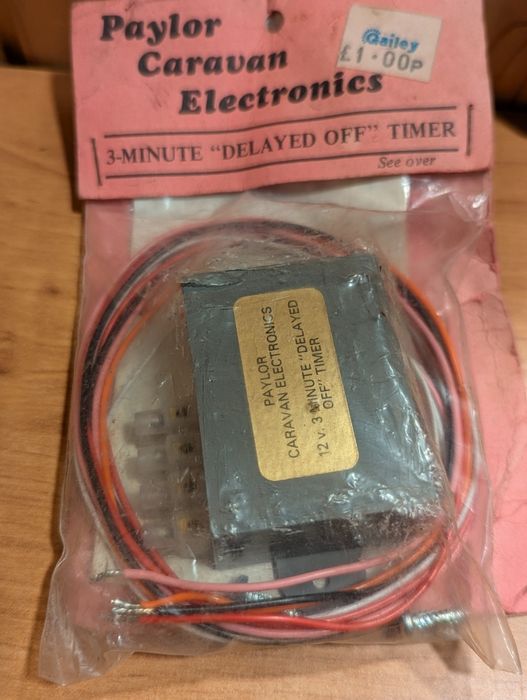 Paylor
Caravan
Electronics
Gailey
£1·00p
3-MINUTE "DELAYED OFF" TIMER
See over
PAYLOR
CARAVAN ELECTRONICS
12 v. 3 MINUTE "DELAYED
OFF" TIMER